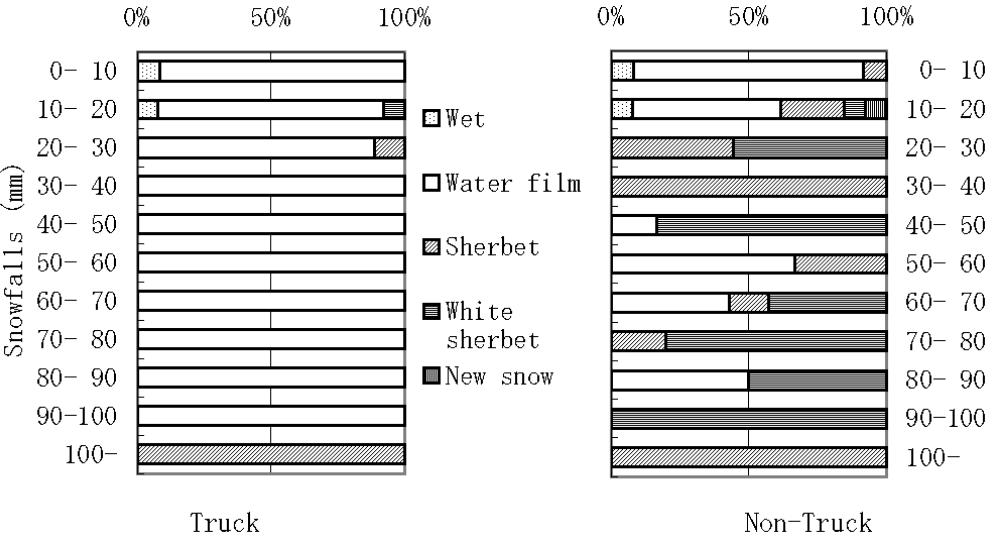 0% 50% 100%
0% 50% 100%
Snowfalls (mm)
0- 10
10- 20
20- 30
30- 40
40- 50
50- 60
60- 70
70- 80
80- 90
90-100
100-
Wet
Water film
Sherbet
White
sherbet
New snow
0- 10
10- 20
20- 30
30- 40
40- 50
50- 60
60- 70
70- 80
80- 90
90-100
100-
Truck
Non-Truck